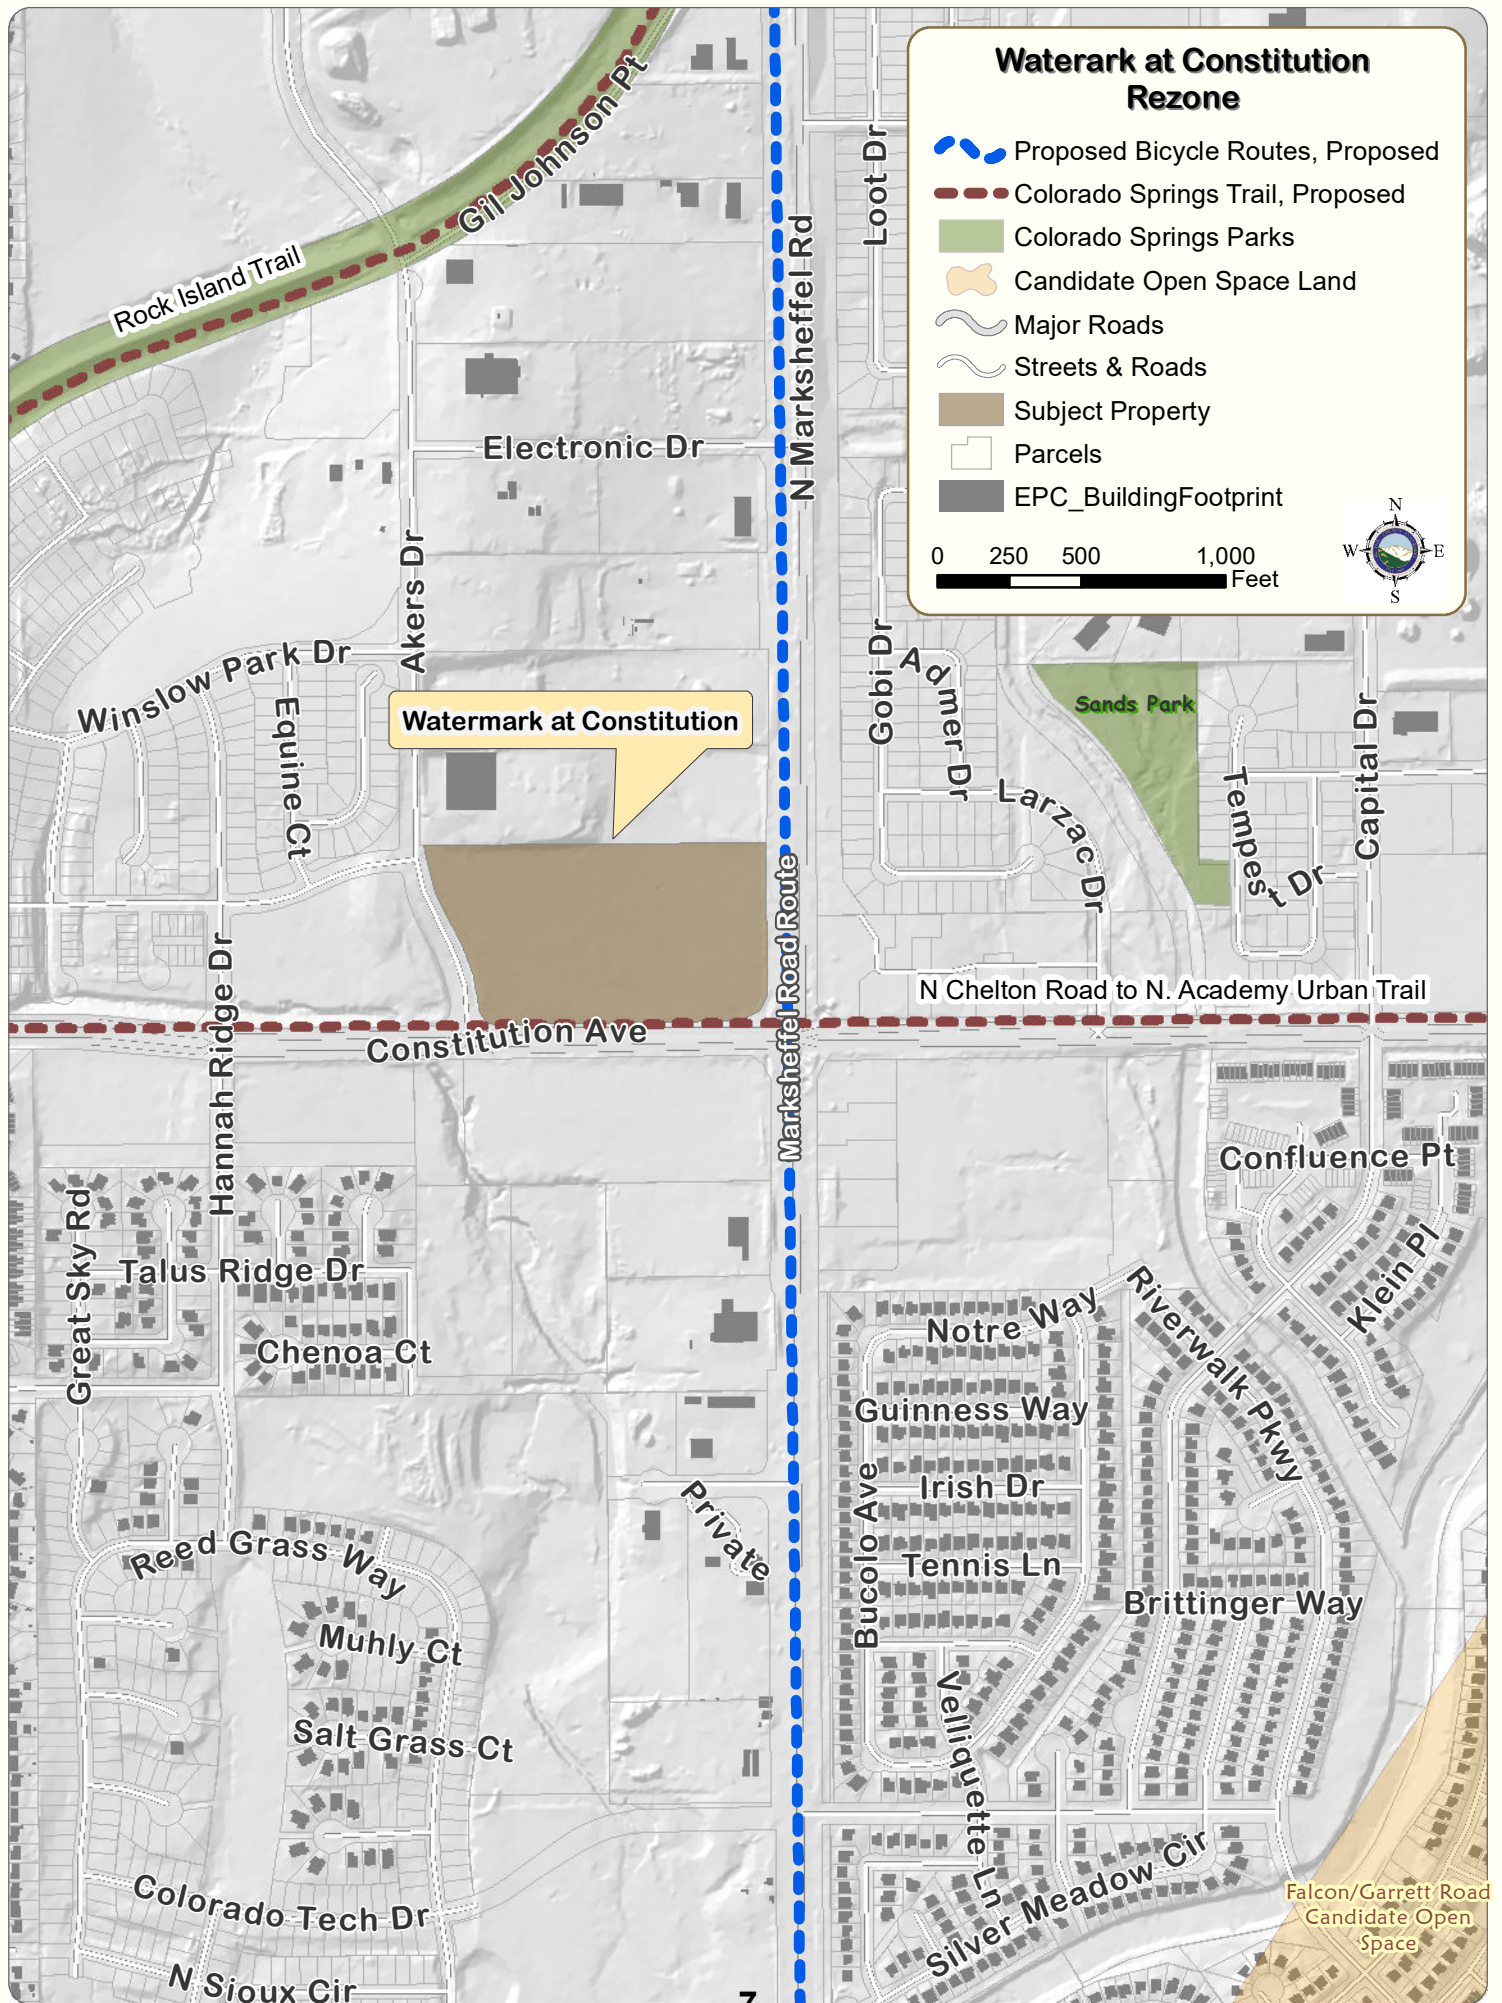 Waterark at Constitution
Rezone
Proposed Bicycle Routes, Proposed
Colorado Springs Trail, Proposed
Colorado Springs Parks
Candidate Open Space Land
Major Roads
Streets & Roads
Subject Property
Parcels
EPC_BuildingFootprint
0 250 500 1,000
Feet
N
W E
S
Gil Johnson Pt
Rock Island Trail
Loot Dr
N Marksheffel Rd
Electronic Dr
Akers Dr
Winslow Park Dr
Equine Ct
Watermark at Constitution
Gobi Dr
Admer Dr
Larzac Dr
Sands Park
Tempest Dr
Capital Dr
Marksheffel Road Route
Hannah Ridge Dr
N Chelton Road to N. Academy Urban Trail
Constitution Ave
Confluence Pt
Klein Pl
Great Sky Rd
Talus Ridge Dr
Chenoa Ct
Notre Way
Riverwalk Pkwy
Guinness Way
Irish Dr
Bucolo Ave
Tennis Ln
Private
Reed Grass Way
Muhly Ct
Brittinger Way
Salt Grass Ct
Velliquette Ln
Silver Meadow Cir
Colorado Tech Dr
N Sioux Cir
Falcon/Garrett Road
Candidate Open
Space
7